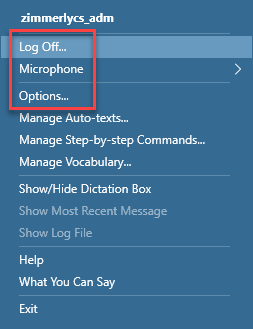 zimmerlycs_adm
Log Off...
Microphone
Options...
Manage Auto-texts...
Manage Step-by-step Commands...
Manage Vocabulary...
Show/Hide Dictation Box
Show Most Recent Message
Show Log File
Help
What You Can Say
Exit